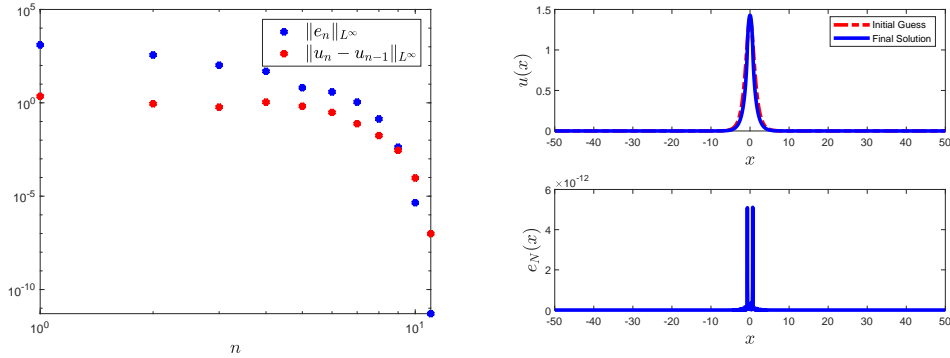 ‖e_n‖_{L^∞}
‖u_n − u_{n−1}‖_{L^∞}
10^5
10^0
10^{-5}
10^{-10}
10^0
10^1
n
Initial Guess
Final Solution
u(x)
1.5
1
0.5
0
-50 -40 -30 -20 -10 0 10 20 30 40 50
x
×10^{-12}
e_N(x)
6
4
2
0
-50 -40 -30 -20 -10 0 10 20 30 40 50
x